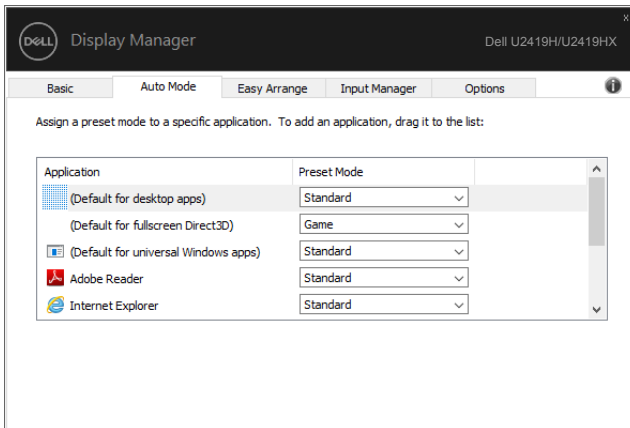 x
DELL Display Manager Dell U2419H/U2419HX
Basic Auto Mode Easy Arrange Input Manager Options i
Assign a preset mode to a specific application. To add an application, drag it to the list:
Application Preset Mode
(Default for desktop apps) Standard
(Default for fullscreen Direct3D) Game
(Default for universal Windows apps) Standard
Adobe Reader Standard
Internet Explorer Standard